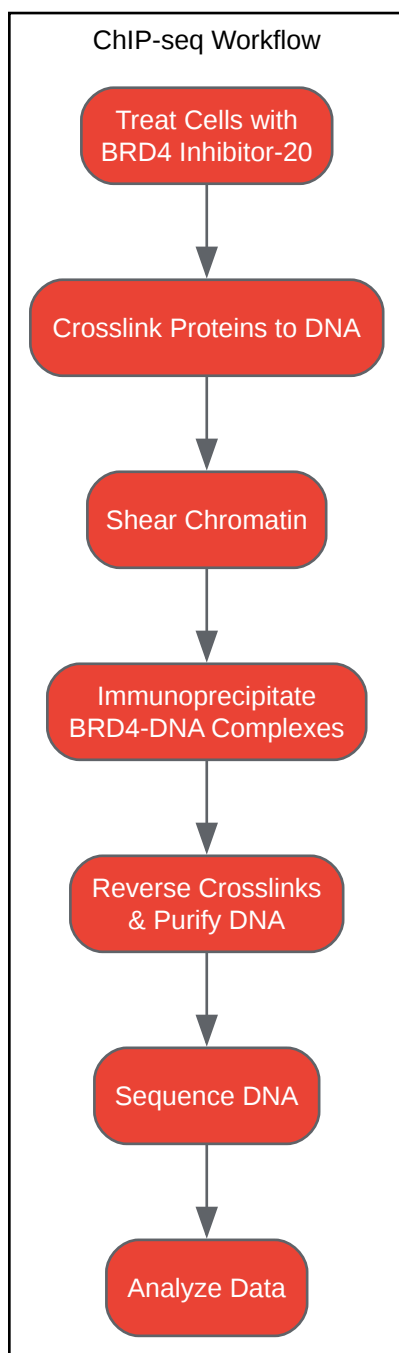 ChIP-seq Workflow
Treat Cells with
BRD4 Inhibitor-20
Crosslink Proteins to DNA
Shear Chromatin
Immunoprecipitate
BRD4-DNA Complexes
Reverse Crosslinks
& Purify DNA
Sequence DNA
Analyze Data